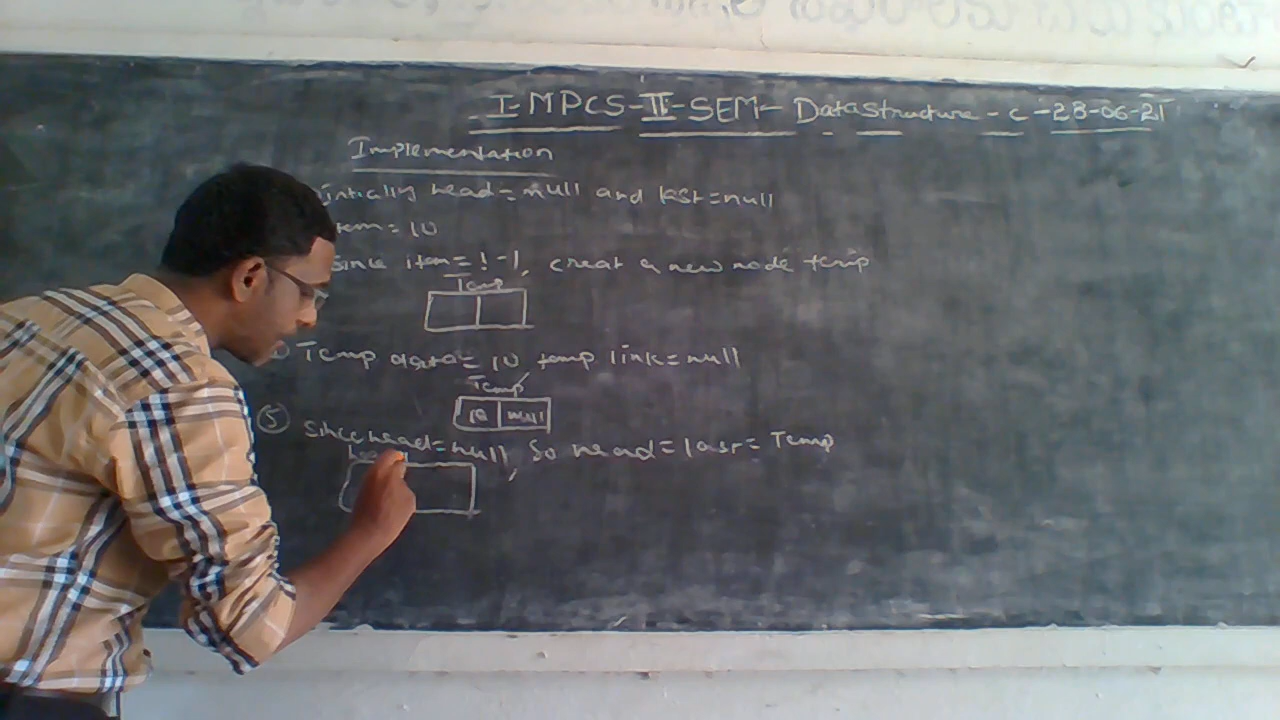 I-MPCS-II-SEM- DataStructure - C - 28-06-21
Implementation
initially head=null and last=null
item=10
Since item=!-1, creat a new node temp
Temp
Temp data=10 temp link=null
Temp
10 null
⑤ Since head=null, So head=last=Temp